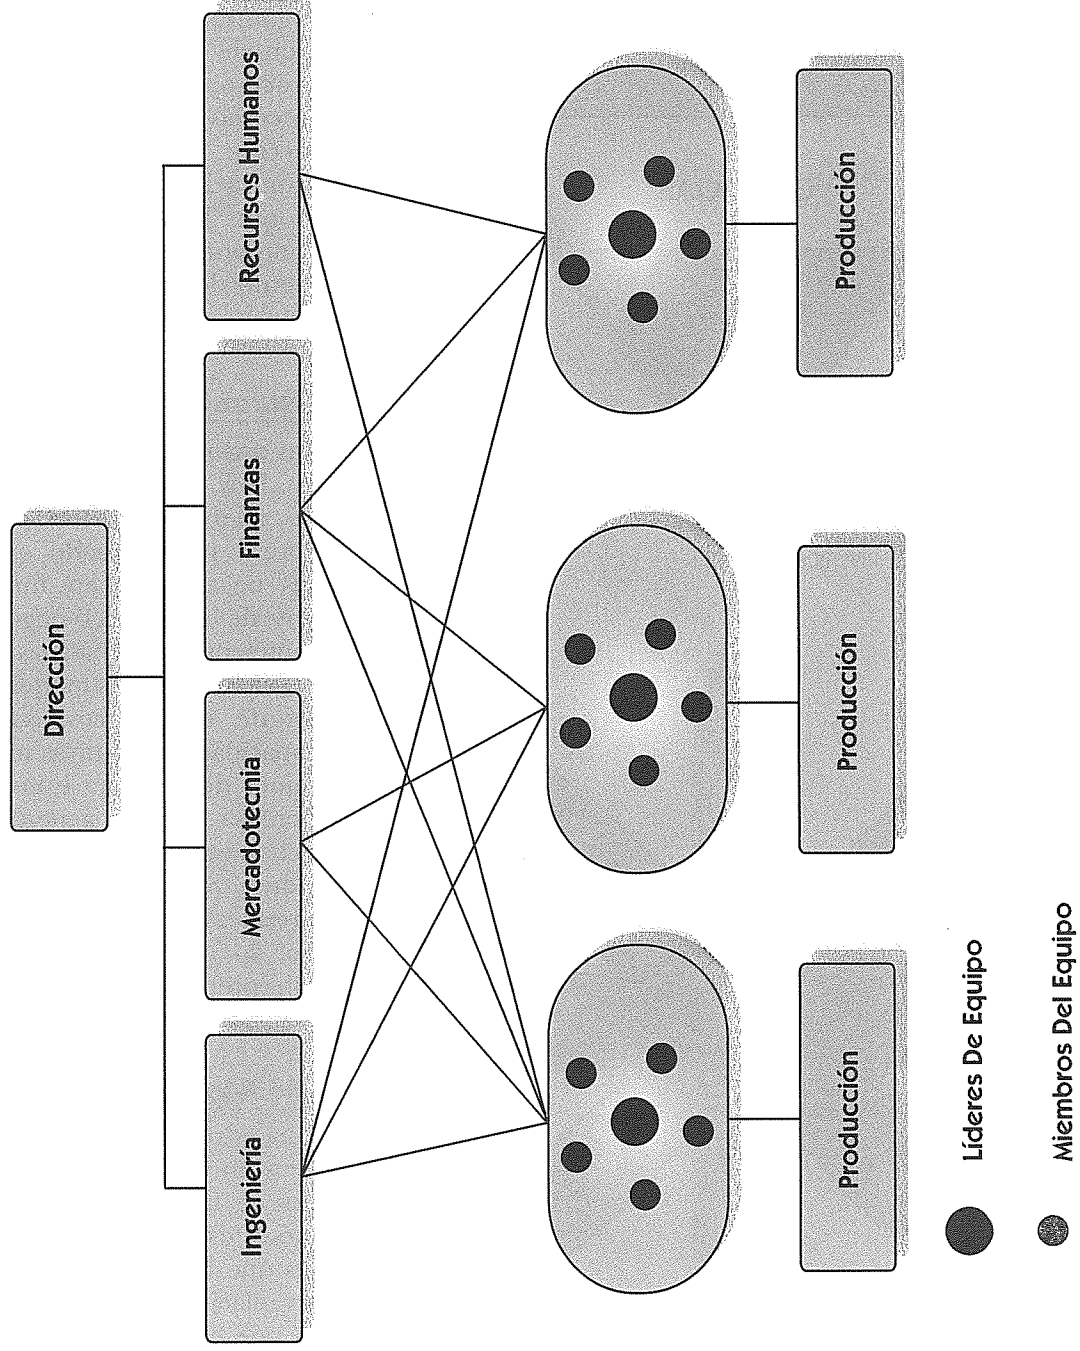 Dirección
Ingeniería
Mercadotecnia
Finanzas
Recursos Humanos
Producción
Producción
Producción
Líderes De Equipo
Miembros Del Equipo